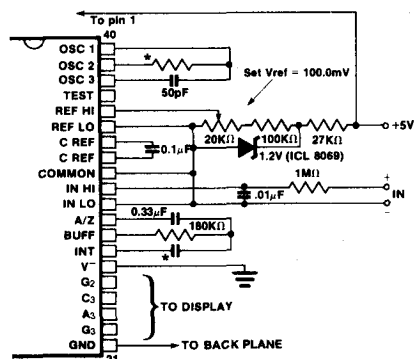 To pin 1
40
OSC 1
OSC 2
*
OSC 3
50pF
TEST
Set Vref = 100.0mV
REF HI
REF LO
20KΩ
100KΩ
27KΩ
+5V
C REF
0.1μF
1.2V (ICL 8069)
C REF
COMMON
1MΩ
+
IN HI
.01μF
IN
IN LO
−
A/Z
0.33μF
BUFF
180KΩ
INT
*
V−
G2
C3
TO DISPLAY
A3
G3
GND
TO BACK PLANE
21